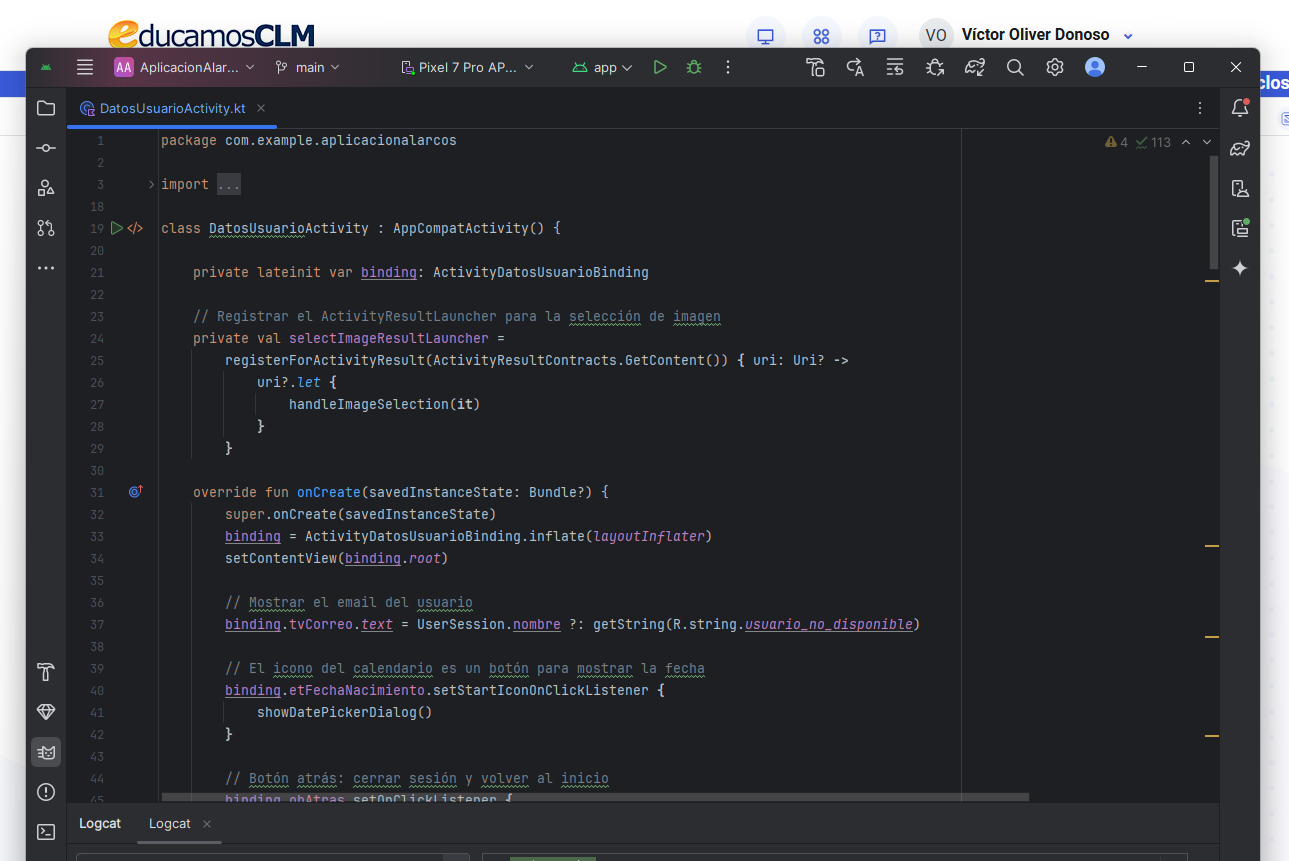 educamosCLM
VO Víctor Oliver Donoso
AA AplicacionAlar... main Pixel 7 Pro AP... app
clos
DatosUsuarioActivity.kt
4 113
1 package com.example.aplicacionalarcos
2
3 import ...
18
19 class DatosUsuarioActivity : AppCompatActivity() {
20
21 private lateinit var binding: ActivityDatosUsuarioBinding
22
23 // Registrar el ActivityResultLauncher para la selección de imagen
24 private val selectImageResultLauncher =
25 registerForActivityResult(ActivityResultContracts.GetContent()) { uri: Uri? ->
26 uri?.let {
27 handleImageSelection(it)
28 }
29 }
30
31 override fun onCreate(savedInstanceState: Bundle?) {
32 super.onCreate(savedInstanceState)
33 binding = ActivityDatosUsuarioBinding.inflate(layoutInflater)
34 setContentView(binding.root)
35
36 // Mostrar el email del usuario
37 binding.tvCorreo.text = UserSession.nombre ?: getString(R.string.usuario_no_disponible)
38
39 // El icono del calendario es un botón para mostrar la fecha
40 binding.etFechaNacimiento.setStartIconOnClickListener {
41 showDatePickerDialog()
42 }
43
44 // Botón atrás: cerrar sesión y volver al inicio
45 binding.obAtras.setOnClickListener {
Logcat Logcat